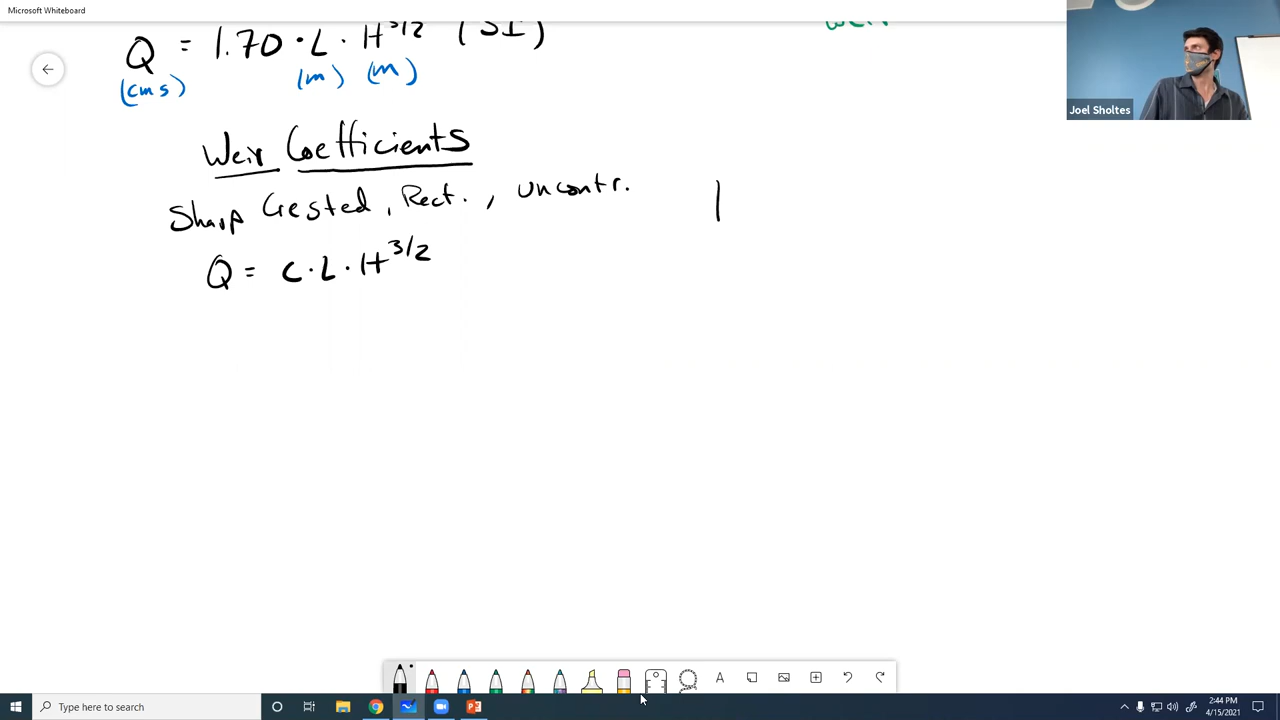 Microsoft Whiteboard
Q = 1.70 · L · H^3/2 (SI)
(cms) (m) (m)
weir
Joel Sholtes
Weir Coefficients
Sharp Crested, Rect., Uncontr.
Q = C · L · H^3/2
A
Type here to search
2:44 PM
4/15/2021